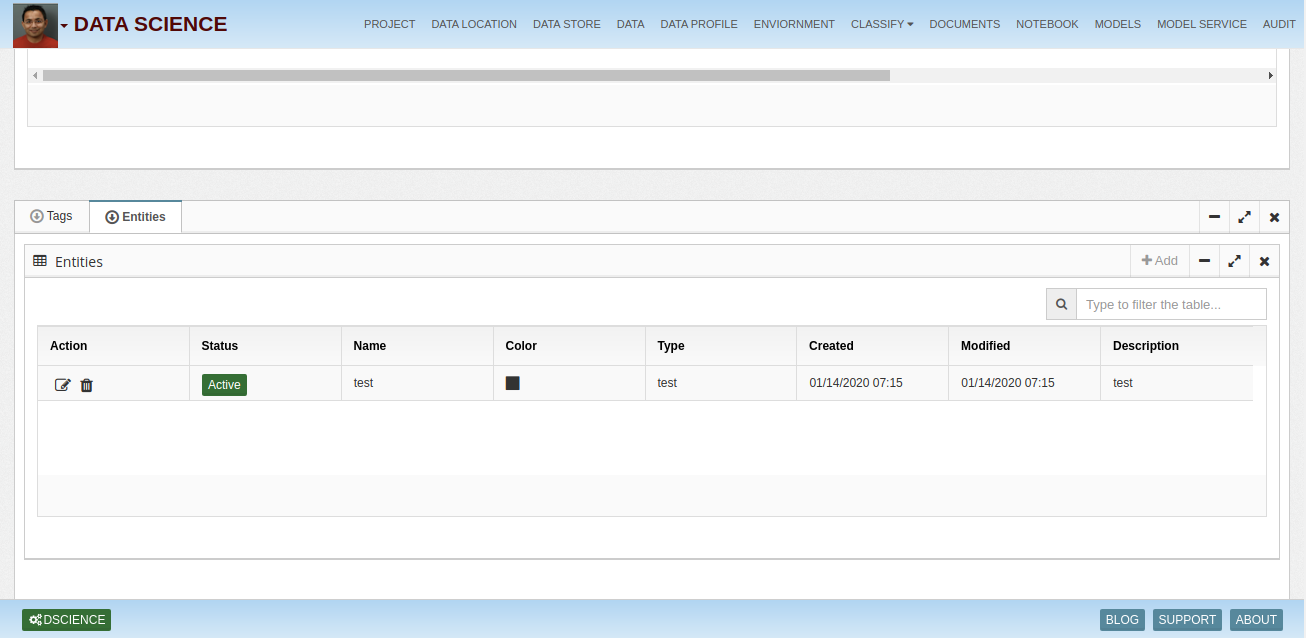 DATA SCIENCE PROJECT DATA LOCATION DATA STORE DATA DATA PROFILE ENVIORNMENT CLASSIFY DOCUMENTS NOTEBOOK MODELS MODEL SERVICE AUDIT
Tags Entities
Entities Add
Type to filter the table...
Action Status Name Color Type Created Modified Description
Active test test 01/14/2020 07:15 01/14/2020 07:15 test
DSCIENCE BLOG SUPPORT ABOUT